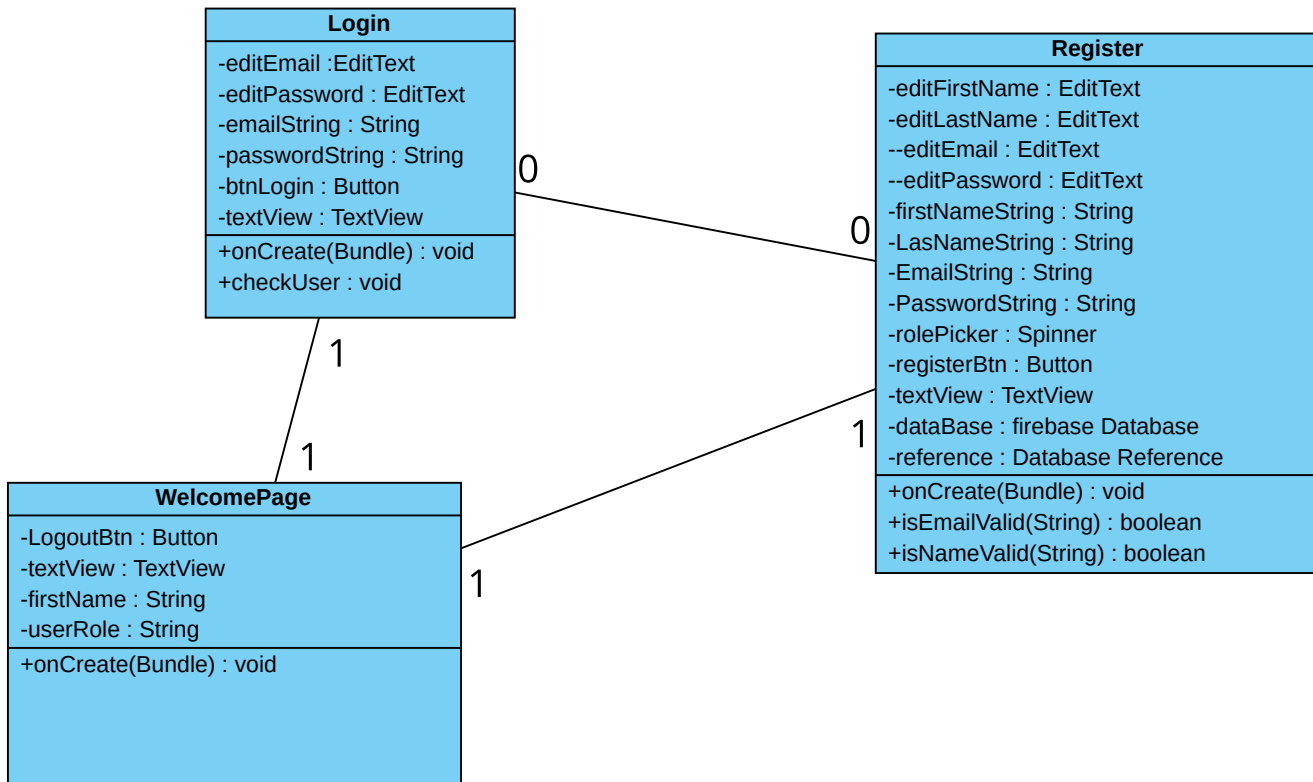 Login
-editEmail :EditText
-editPassword : EditText
-emailString : String
-passwordString : String
-btnLogin : Button
-textView : TextView
+onCreate(Bundle) : void
+checkUser : void
Register
-editFirstName : EditText
-editLastName : EditText
--editEmail : EditText
--editPassword : EditText
-firstNameString : String
-LasNameString : String
-EmailString : String
-PasswordString : String
-rolePicker : Spinner
-registerBtn : Button
-textView : TextView
-dataBase : firebase Database
-reference : Database Reference
+onCreate(Bundle) : void
+isEmailValid(String) : boolean
+isNameValid(String) : boolean
0
0
1
1
1
1
WelcomePage
-LogoutBtn : Button
-textView : TextView
-firstName : String
-userRole : String
+onCreate(Bundle) : void